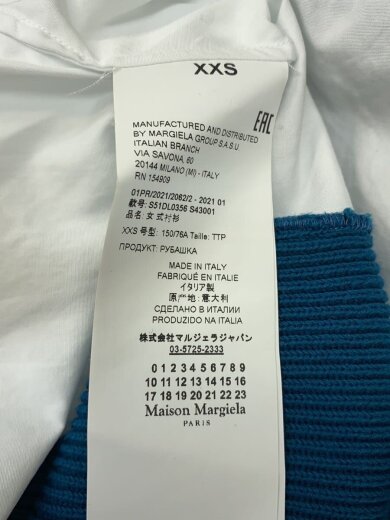 XXS
MANUFACTURED AND DISTRIBUTED
BY MARGIELA GROUP S.A.S U
ITALIAN BRANCH
VIA SAVONA, 60
20144 MILANO (MI) - ITALY
RN 154909
EAC
01PR/2021/2062/2 - 2021 01
款号: S51DL0356 S43001
品名: 女式衬衫
XXS 号型: 150/76A Taille: TTP
ПРОДУКТ: РУБАШКА
MADE IN ITALY
FABRIQUÉ EN ITALIE
イタリア製
原产地: 意大利
СДЕЛАНО В ИТАЛИИ
PRODUZIDO NA ITALIA
株式会社マルジェラジャパン
03-5725-2333
0 1 2 3 4 5 6 7 8 9
10 11 12 13 14 15 16
17 18 19 20 21 22 23
Maison Margiela
PARIS